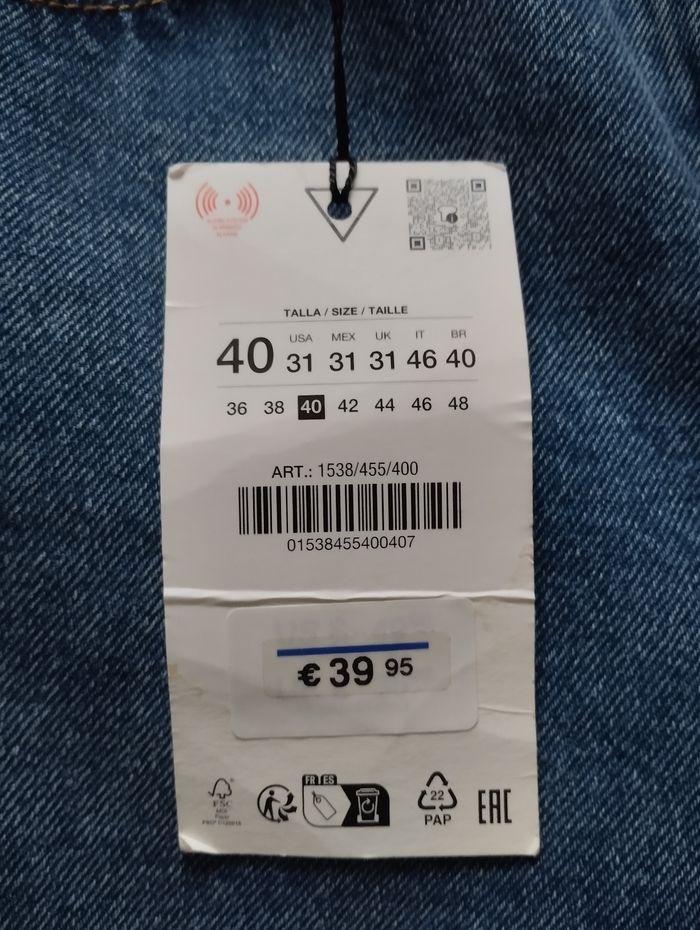 TALLA / SIZE / TAILLE
USA MEX UK IT BR
40 31 31 31 46 40
36 38 40 42 44 46 48
ART.: 1538/455/400
01538455400407
€ 39 95
FR ES
FSC
22
PAP
EAC